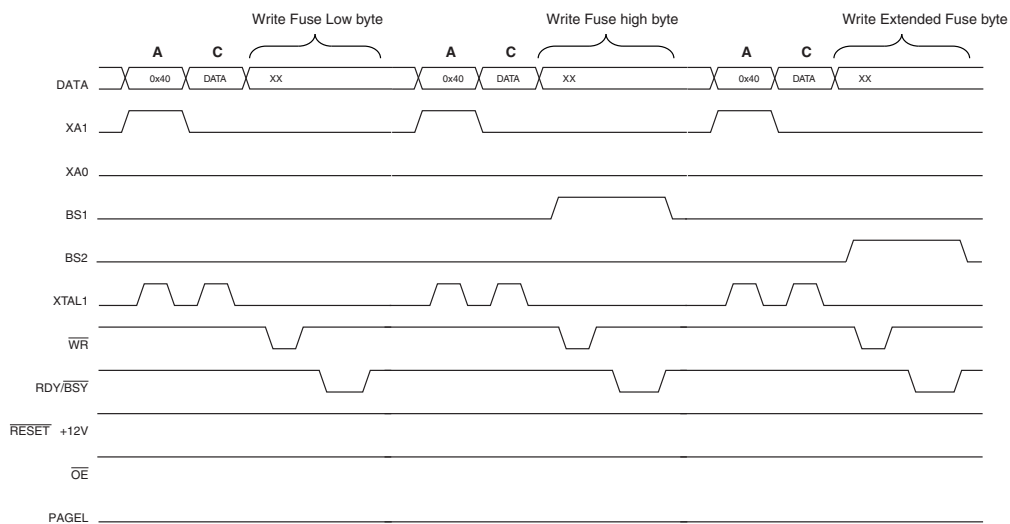 Write Fuse Low byte Write Fuse high byte Write Extended Fuse byte
A C A C A C
DATA 0x40 DATA XX 0x40 DATA XX 0x40 DATA XX
XA1
XA0
BS1
BS2
XTAL1
WR
RDY/BSY
RESET +12V
OE
PAGEL